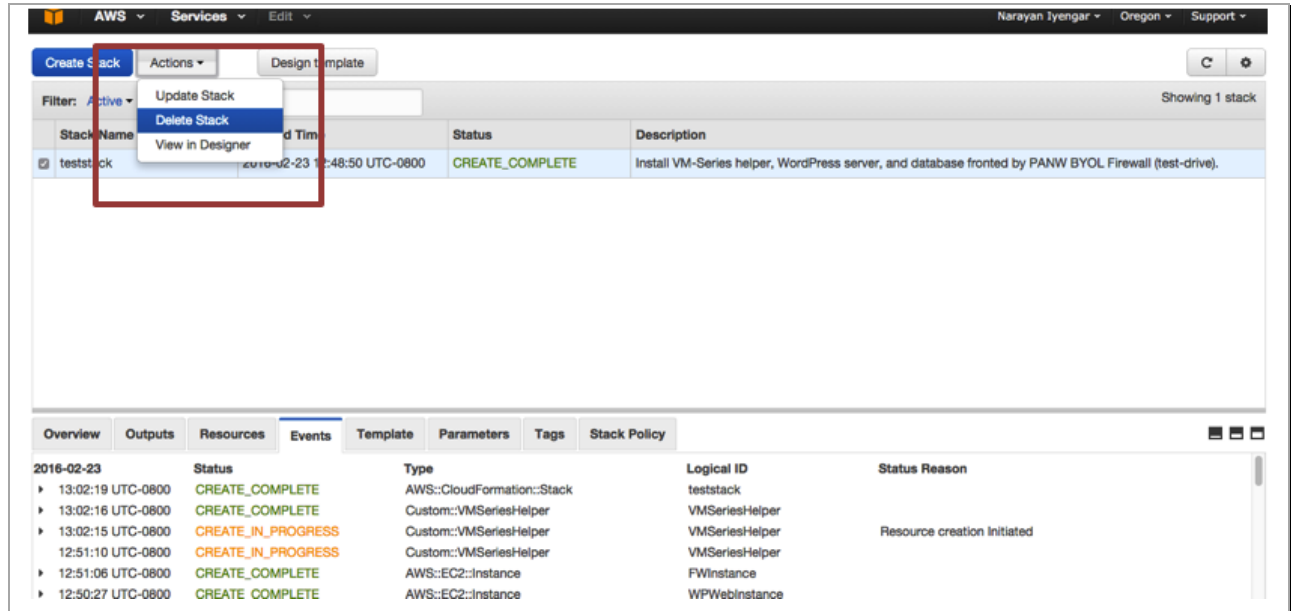 AWS Services Edit Narayan Iyengar Oregon Support
Create Stack Actions Design template
Update Stack
Delete Stack
View in Designer
Filter: Active Showing 1 stack
Stack Name d Time Status Description
teststack 2016-02-23 12:48:50 UTC-0800 CREATE_COMPLETE Install VM-Series helper, WordPress server, and database fronted by PANW BYOL Firewall (test-drive).
Overview Outputs Resources Events Template Parameters Tags Stack Policy
2016-02-23 Status Type Logical ID Status Reason
13:02:19 UTC-0800 CREATE_COMPLETE AWS::CloudFormation::Stack teststack
13:02:16 UTC-0800 CREATE_COMPLETE Custom::VMSeriesHelper VMSeriesHelper
13:02:15 UTC-0800 CREATE_IN_PROGRESS Custom::VMSeriesHelper VMSeriesHelper Resource creation Initiated
12:51:10 UTC-0800 CREATE_IN_PROGRESS Custom::VMSeriesHelper VMSeriesHelper
12:51:06 UTC-0800 CREATE_COMPLETE AWS::EC2::Instance FWInstance
12:50:27 UTC-0800 CREATE_COMPLETE AWS::EC2::Instance WPWebInstance